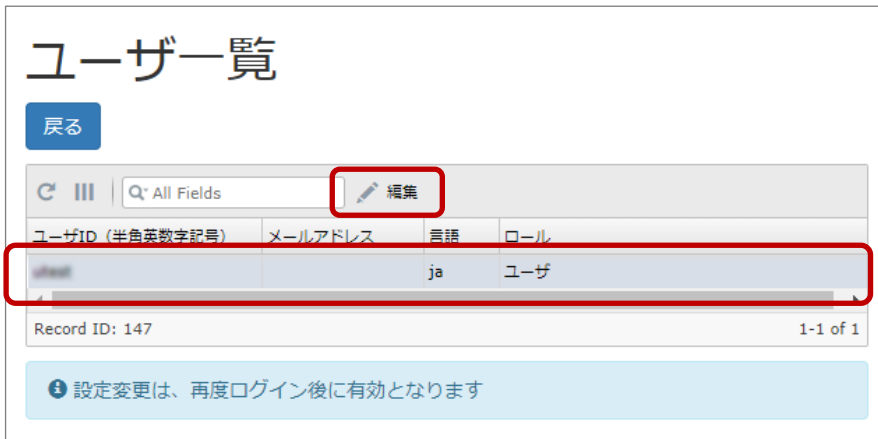 ユーザ一覧
戻る
All Fields 編集
ユーザID（半角英数字記号） メールアドレス 言語 ロール
ja ユーザ
Record ID: 147 1-1 of 1
設定変更は、再度ログイン後に有効となります